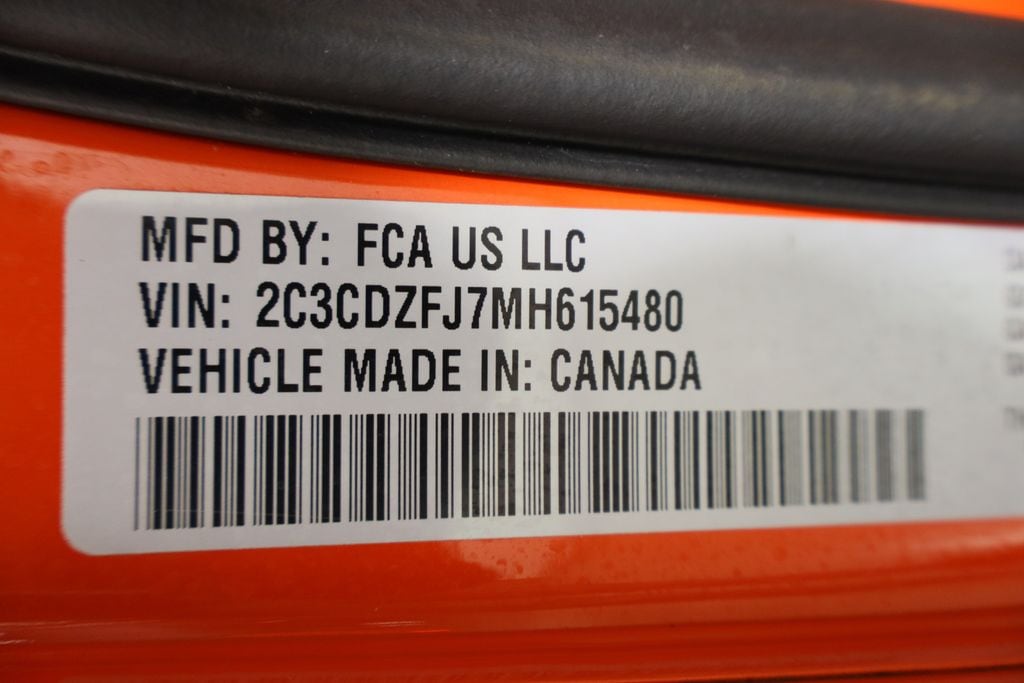 MFD BY: FCA US LLC
VIN: 2C3CDZFJ7MH615480
VEHICLE MADE IN: CANADA